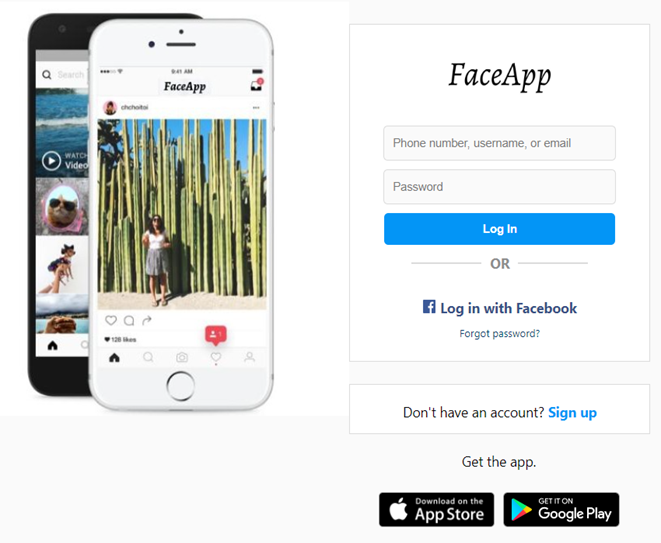 Search
WATCH
Video
9:41 AM
FaceApp
chchoitoi
128 likes
1
FaceApp
Phone number, username, or email
Password
Log In
OR
Log in with Facebook
Forgot password?
Don't have an account? Sign up
Get the app.
Download on the
App Store
GET IT ON
Google Play